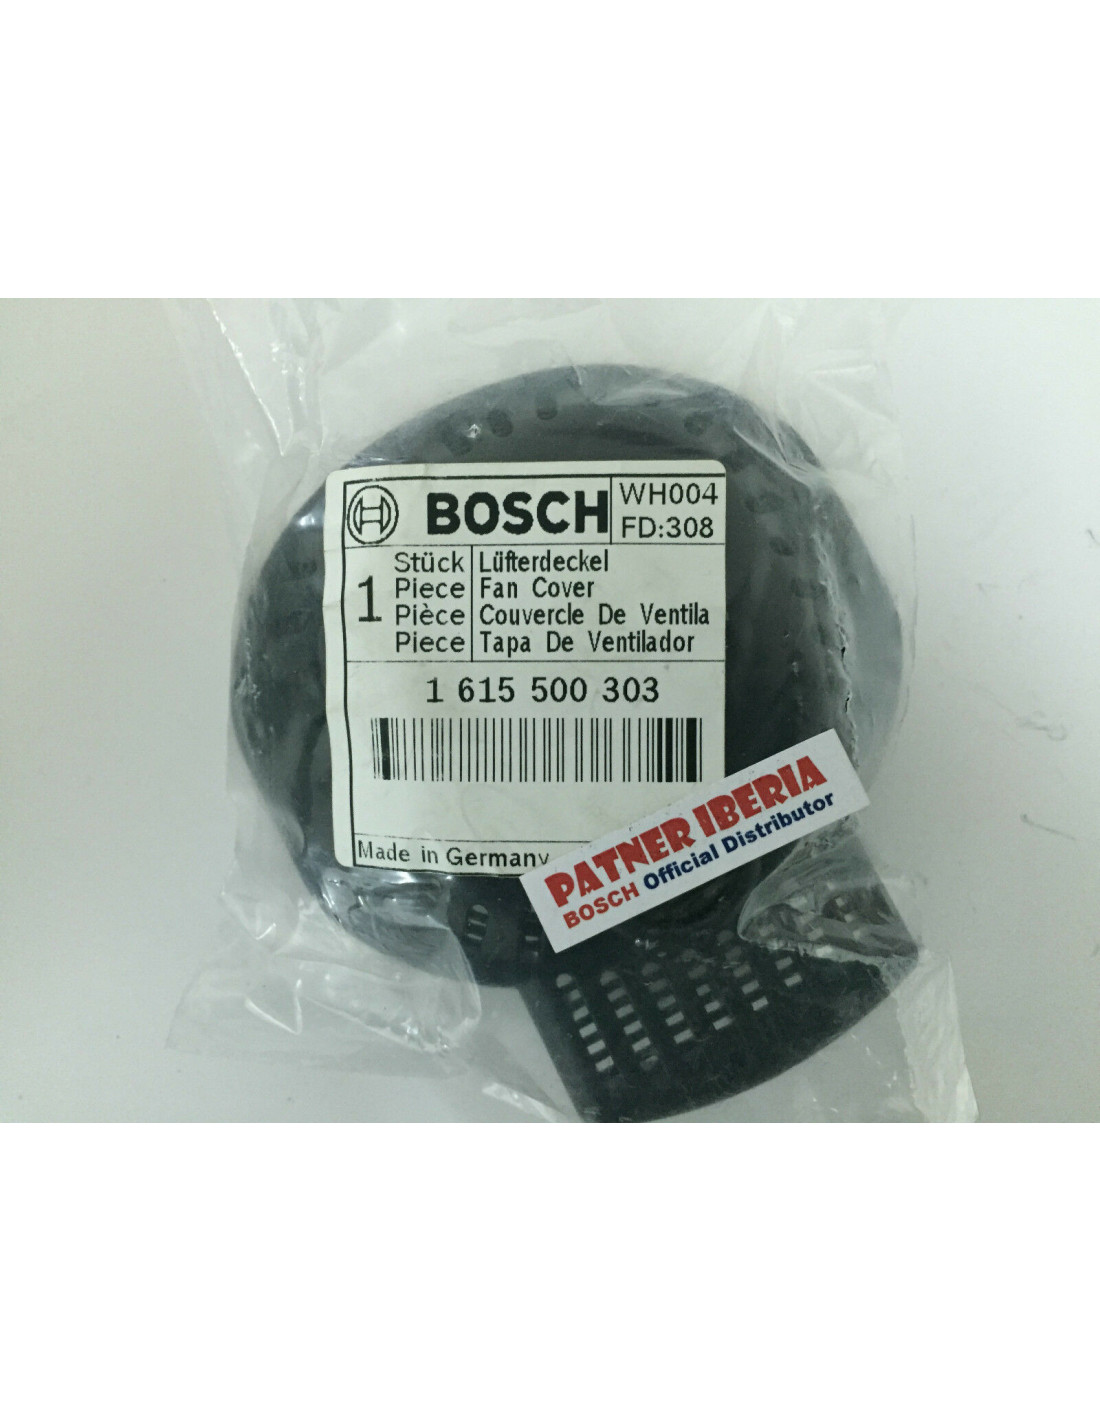 BOSCH
WH004
FD:308
1
Stück Lüfterdeckel
Piece Fan Cover
Pièce Couvercle De Ventila
Piece Tapa De Ventilador
1 615 500 303
Made in Germany
PATNER IBERIA
BOSCH Official Distributor